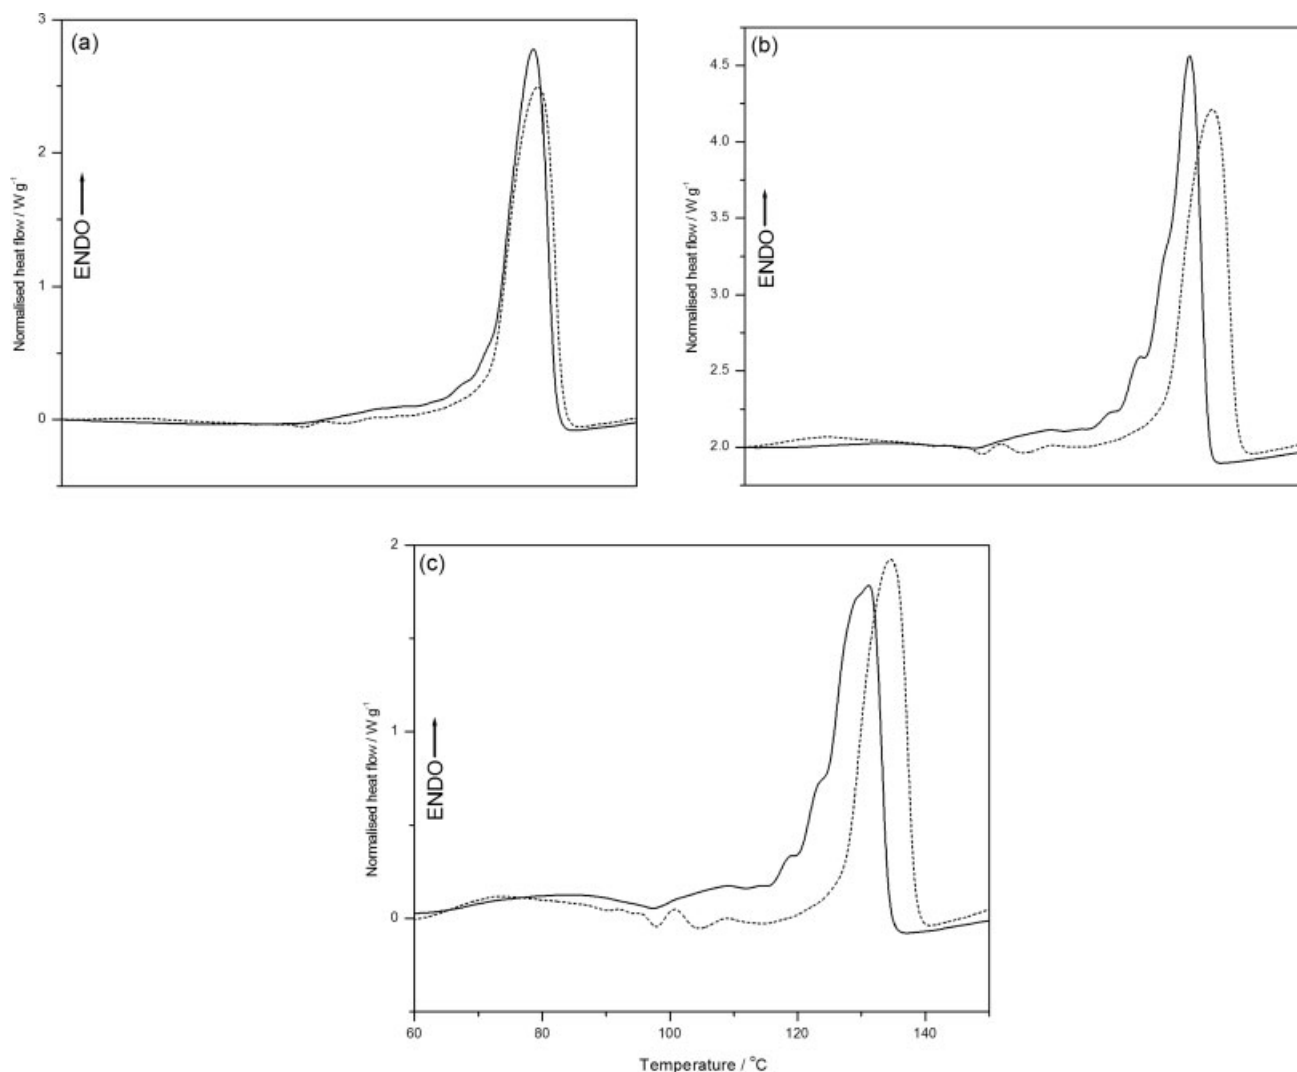 (a)
3
2
1
0
Normalised heat flow / W g⁻¹
ENDO
(b)
4.5
4.0
3.5
3.0
2.5
2.0
Normalised heat flow / W g⁻¹
ENDO
(c)
2
1
0
Normalised heat flow / W g⁻¹
ENDO
60 80 100 120 140
Temperature / °C